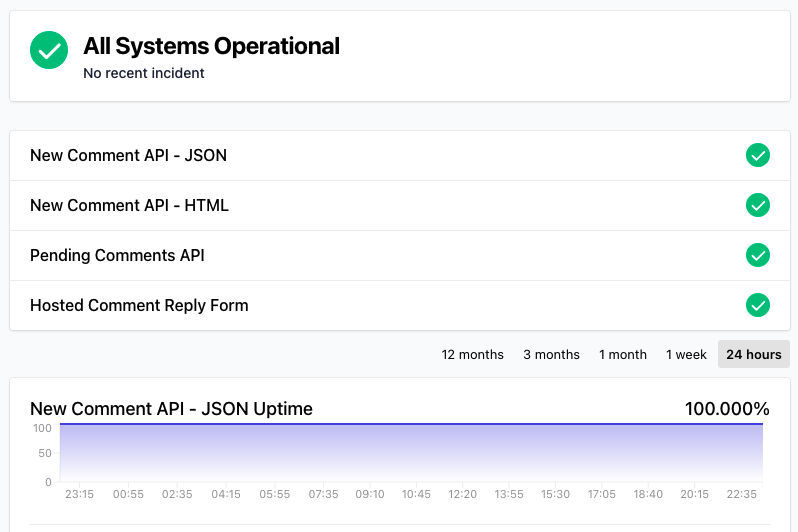 All Systems Operational
No recent incident
New Comment API - JSON
New Comment API - HTML
Pending Comments API
Hosted Comment Reply Form
12 months 3 months 1 month 1 week 24 hours
New Comment API - JSON Uptime 100.000%
100
50
0
23:15 00:55 02:35 04:15 05:55 07:35 09:10 10:45 12:20 13:55 15:30 17:05 18:40 20:15 22:35